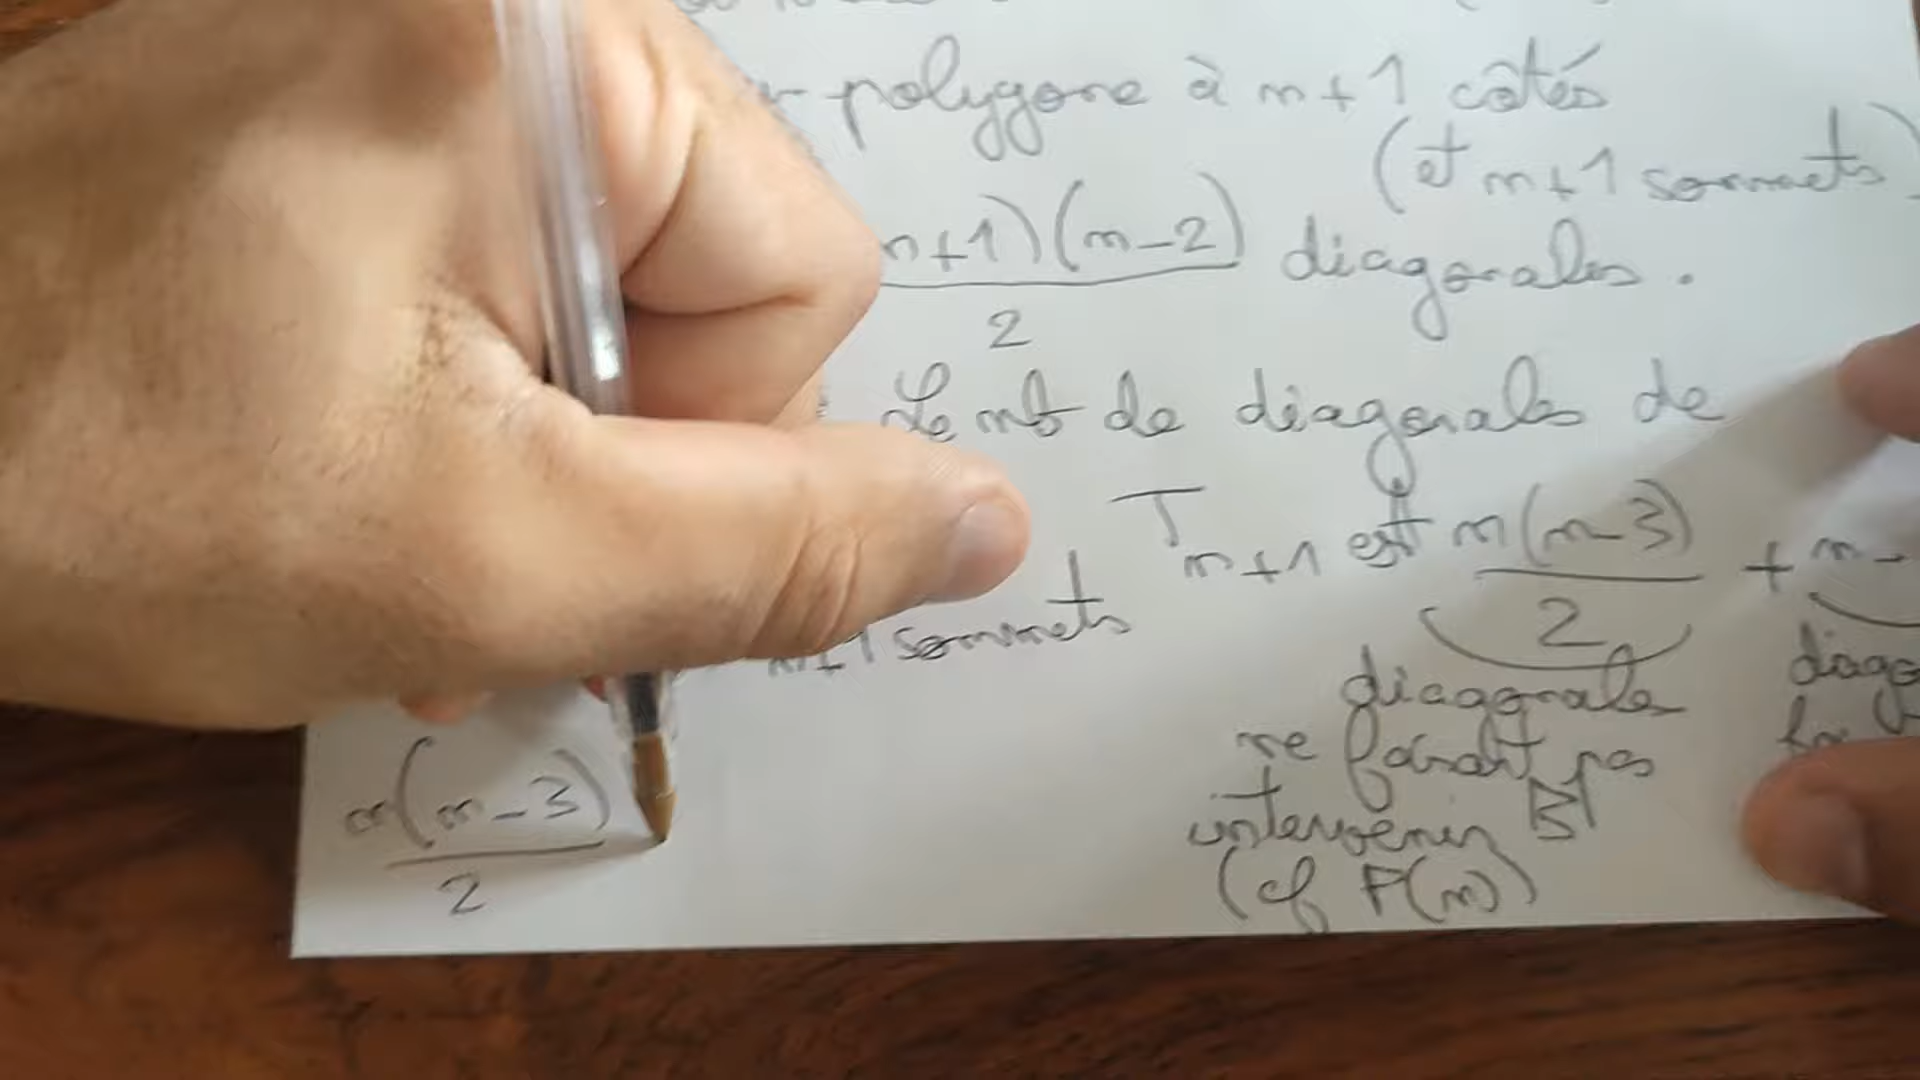 polygone à n+1 côtés
(et n+1 sommets)
n+1)(n-2)
2
diagonales.
Le nb de diagonales de
T n+1 est n(n-3)
2
+ n-
n+1 sommets
diagonales
ne faisant pas
intervenir
(cf P(n))
n(n-3)
2